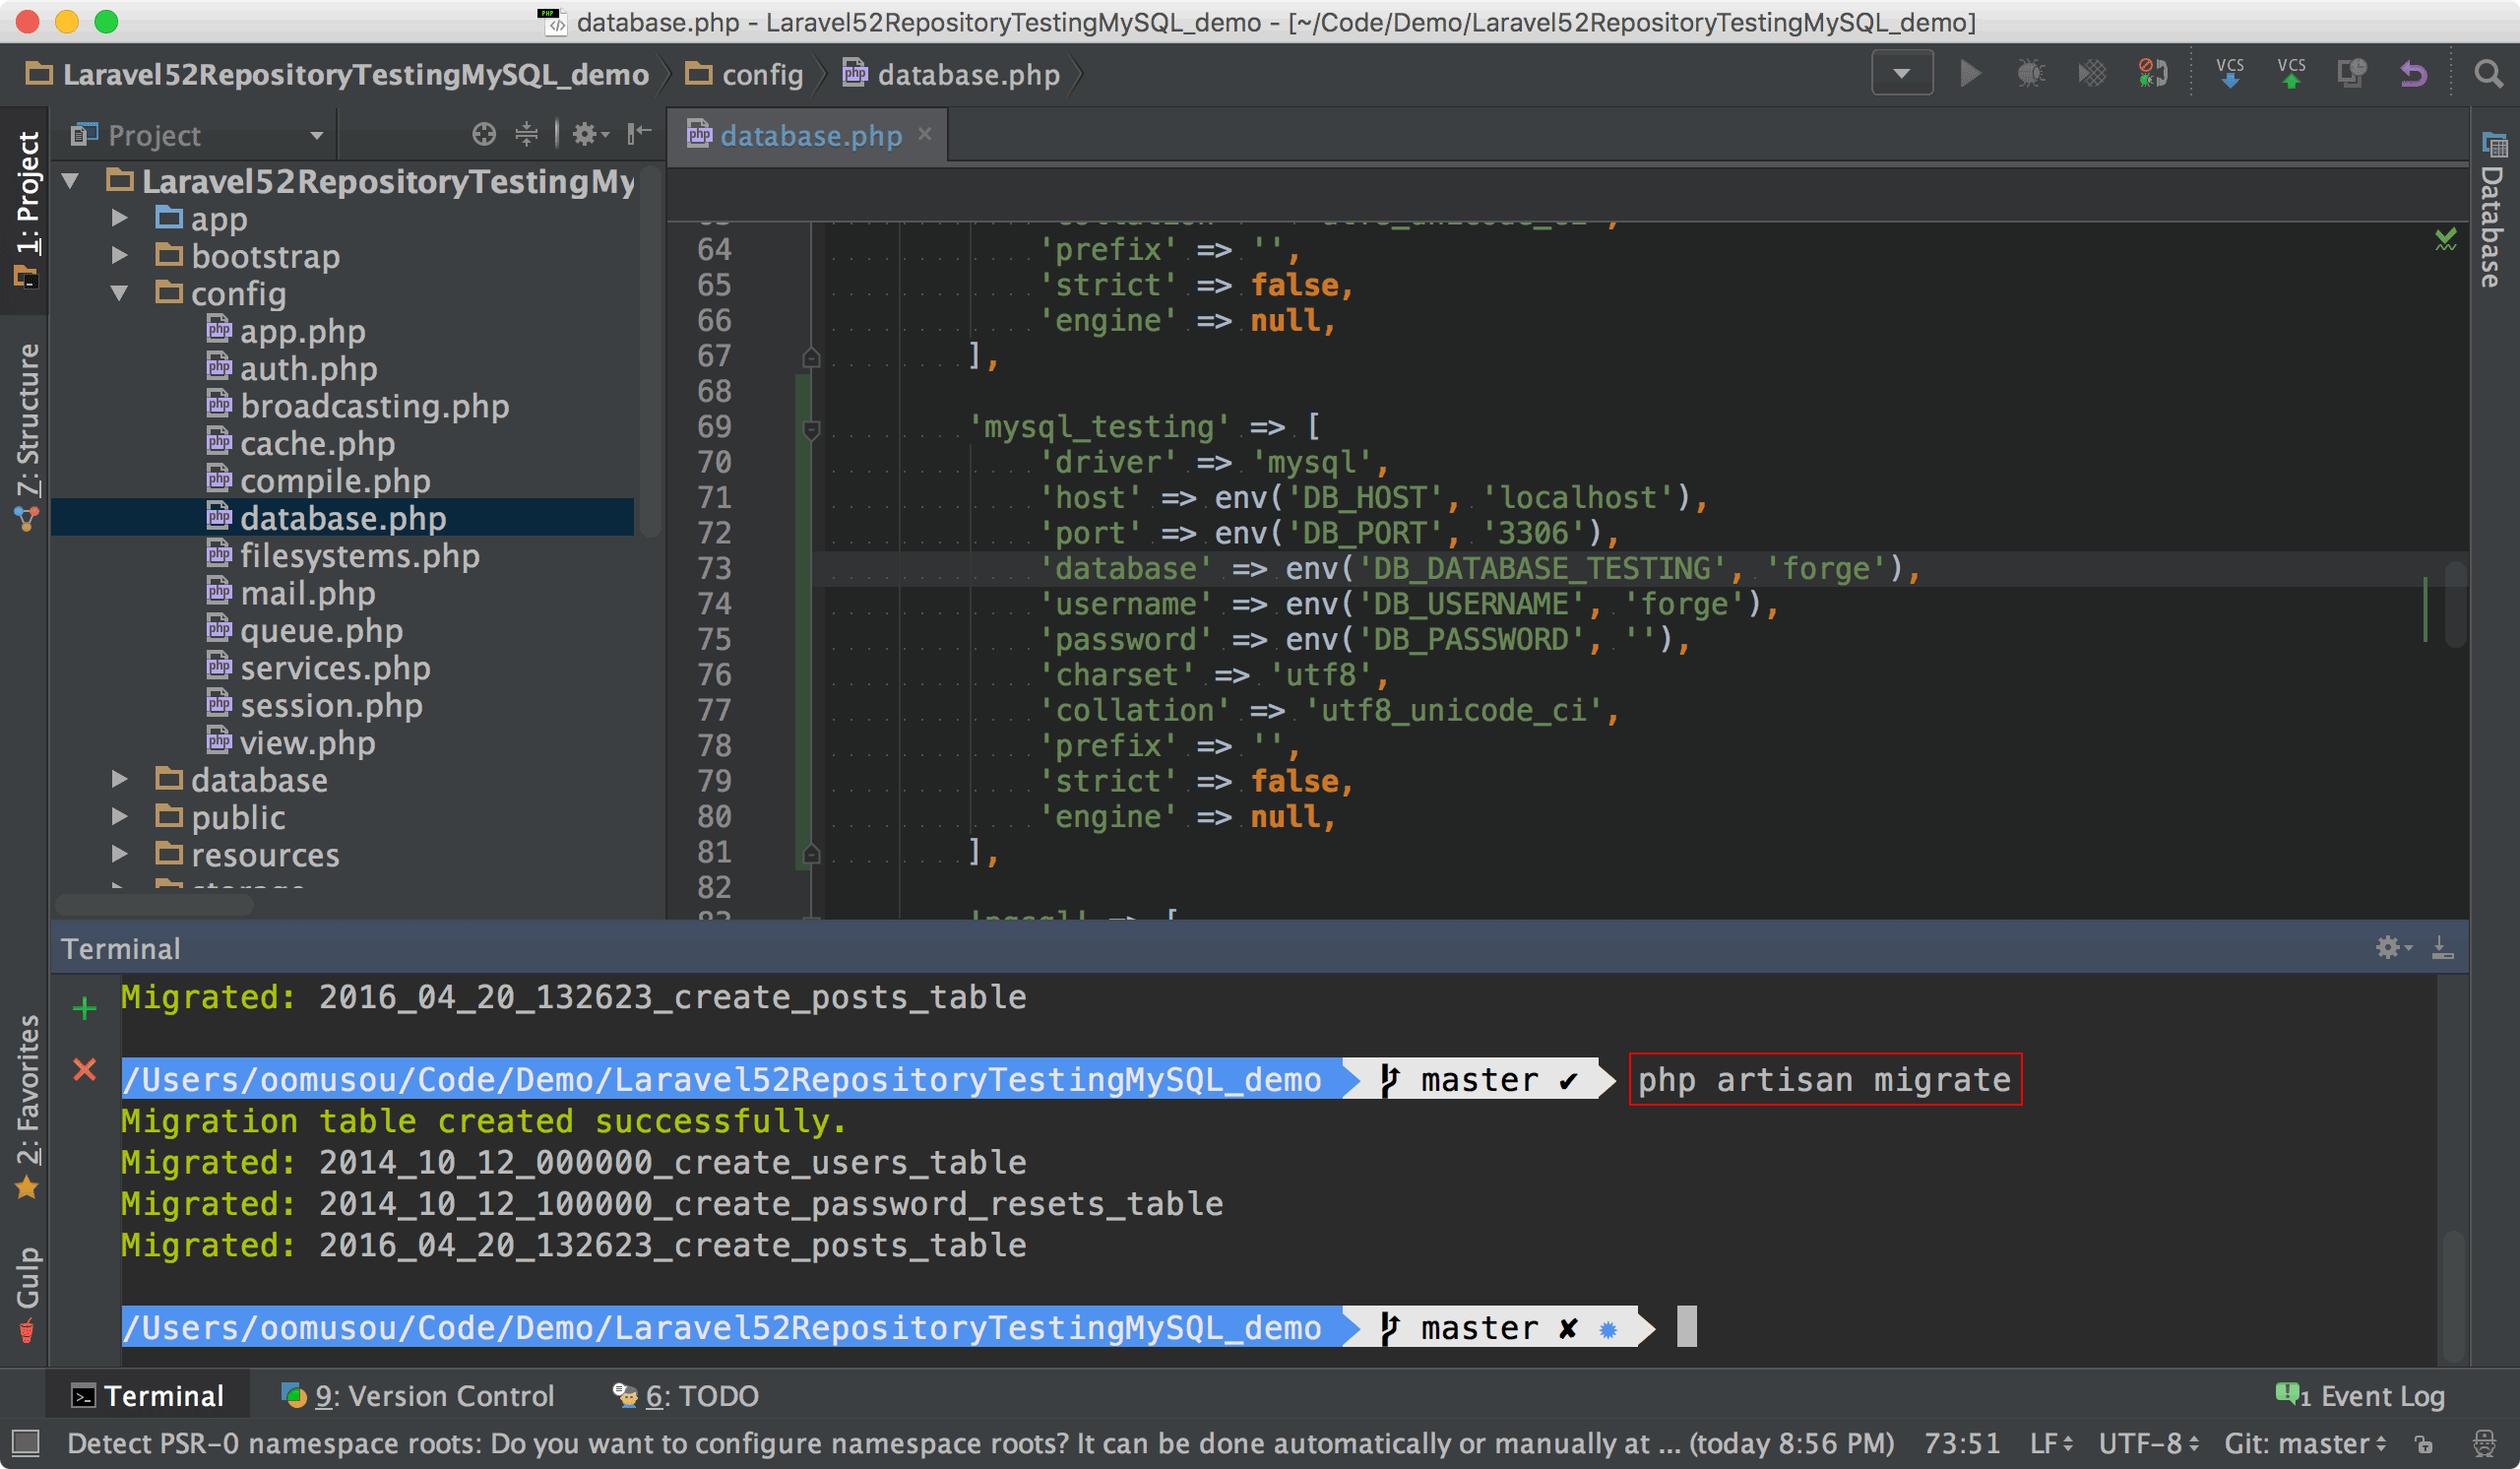 database.php - Laravel52RepositoryTestingMySQL_demo - [~/Code/Demo/Laravel52RepositoryTestingMySQL_demo]
Laravel52RepositoryTestingMySQL_demo config database.php VCS VCS
1: Project
7: Structure
2: Favorites
Gulp
Project
Laravel52RepositoryTestingMy
app
bootstrap
config
app.php
auth.php
broadcasting.php
cache.php
compile.php
database.php
filesystems.php
mail.php
queue.php
services.php
session.php
view.php
database
public
resources
storage
database.php
Database
64 'prefix' => '',
65 'strict' => false,
66 'engine' => null,
67 ],
68
69 'mysql_testing' => [
70 'driver' => 'mysql',
71 'host' => env('DB_HOST', 'localhost'),
72 'port' => env('DB_PORT', '3306'),
73 'database' => env('DB_DATABASE_TESTING', 'forge'),
74 'username' => env('DB_USERNAME', 'forge'),
75 'password' => env('DB_PASSWORD', ''),
76 'charset' => 'utf8',
77 'collation' => 'utf8_unicode_ci',
78 'prefix' => '',
79 'strict' => false,
80 'engine' => null,
81 ],
82
Terminal
Migrated: 2016_04_20_132623_create_posts_table
/Users/oomusou/Code/Demo/Laravel52RepositoryTestingMySQL_demo master ✔ php artisan migrate
Migration table created successfully.
Migrated: 2014_10_12_000000_create_users_table
Migrated: 2014_10_12_100000_create_password_resets_table
Migrated: 2016_04_20_132623_create_posts_table
/Users/oomusou/Code/Demo/Laravel52RepositoryTestingMySQL_demo master ✘ ✹
Terminal 9: Version Control 6: TODO 1 Event Log
Detect PSR-0 namespace roots: Do you want to configure namespace roots? It can be done automatically or manually at ... (today 8:56 PM) 73:51 LF UTF-8 Git: master